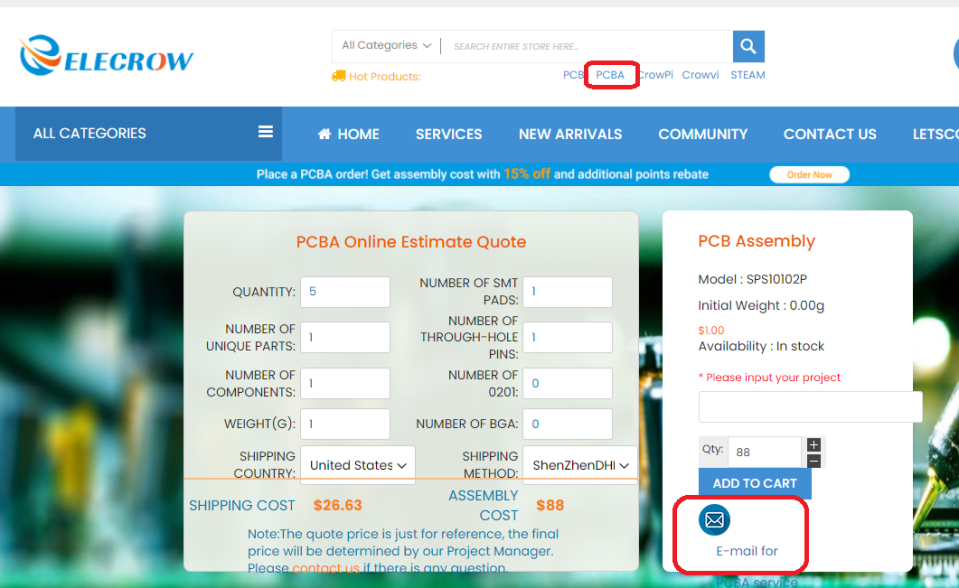 ELECROW
All Categories
SEARCH ENTIRE STORE HERE...
Hot Products:
PCB PCBA CrowPi Crowvi STEAM
ALL CATEGORIES
HOME SERVICES NEW ARRIVALS COMMUNITY CONTACT US LETSCO
Place a PCBA order! Get assembly cost with 15% off and additional points rebate
Order Now
PCBA Online Estimate Quote
QUANTITY: 5
NUMBER OF SMT
PADS: 1
NUMBER OF
UNIQUE PARTS: 1
NUMBER OF
THROUGH-HOLE
PINS: 1
NUMBER OF
COMPONENTS: 1
NUMBER OF
0201: 0
WEIGHT(G): 1
NUMBER OF BGA: 0
SHIPPING
COUNTRY: United States
SHIPPING
METHOD: ShenZhenDHI
SHIPPING COST $26.63
ASSEMBLY
COST $88
Note:The quote price is just for reference, the final
price will be determined by our Project Manager.
Please contact us if there is any question.
PCB Assembly
Model : SPS10102P
Initial Weight : 0.00g
$1.00
Availability : In stock
* Please input your project
Qty: 88 + -
ADD TO CART
E-mail for
PCBA service